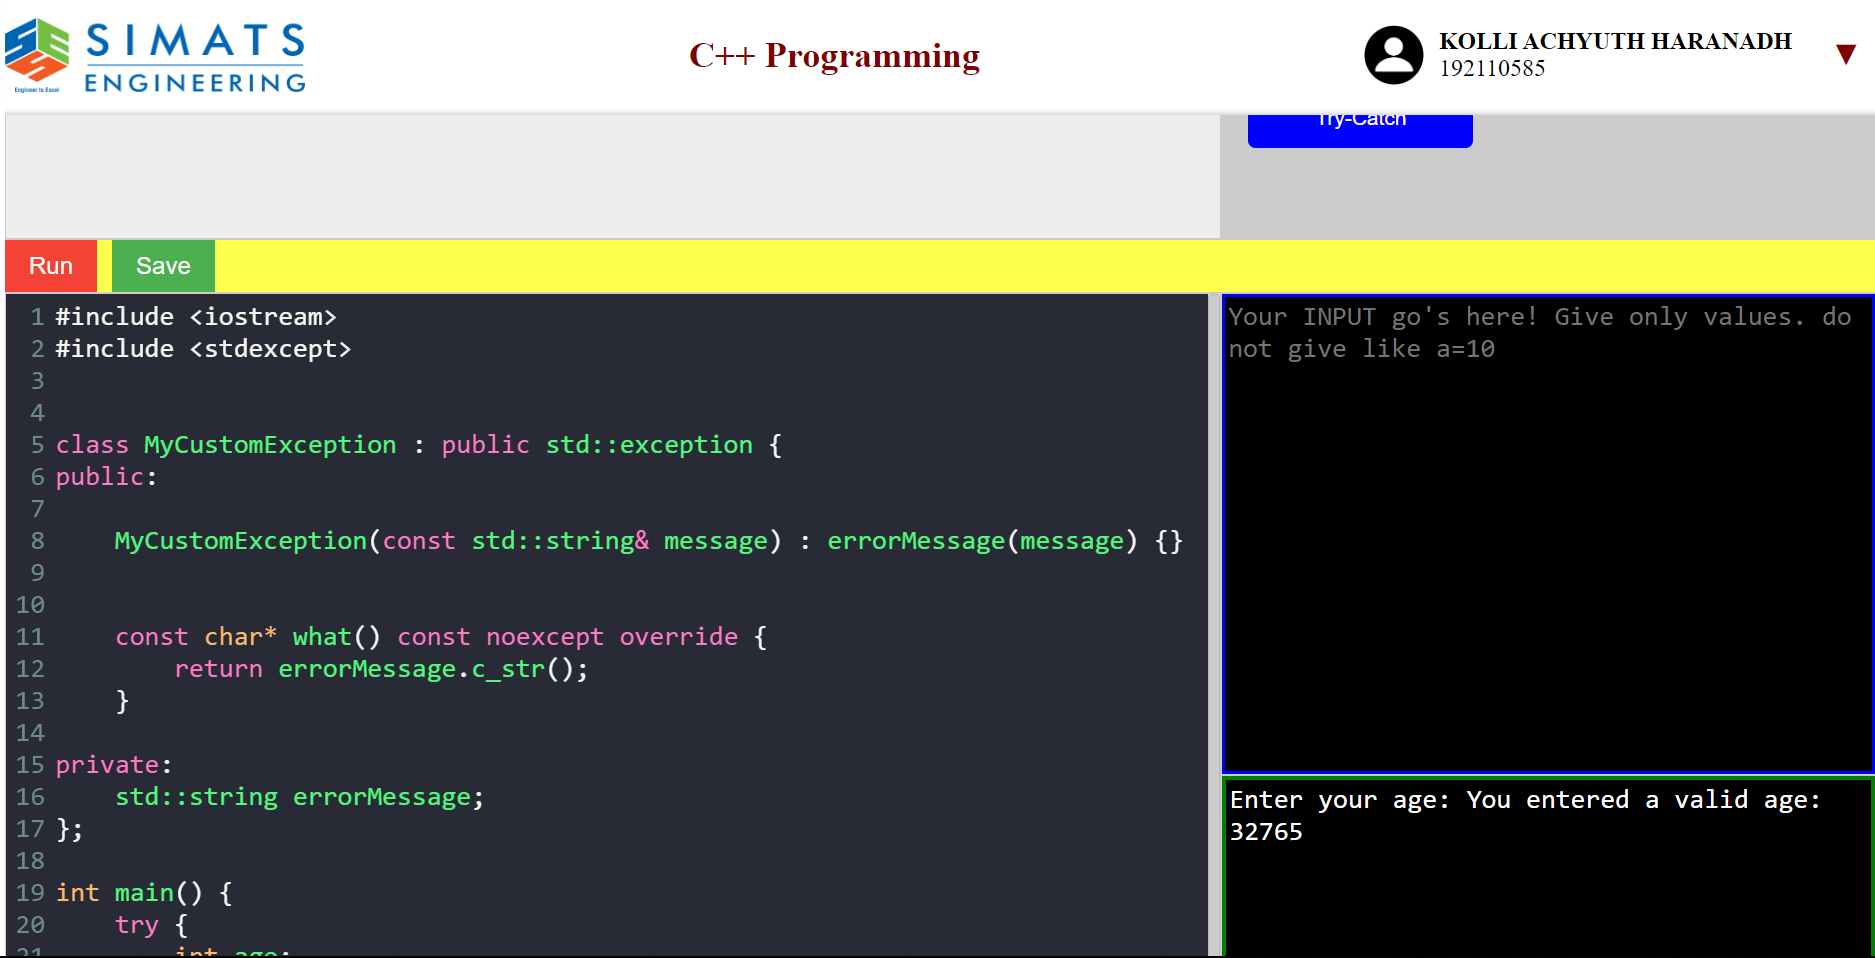 SIMATS
ENGINEERING
Engineer to Excel
C++ Programming
KOLLI ACHYUTH HARANADH
192110585
▼
Try-Catch
Run
Save
1 #include <iostream>
2 #include <stdexcept>
3
4
5 class MyCustomException : public std::exception {
6 public:
7
8     MyCustomException(const std::string& message) : errorMessage(message) {}
9
10
11     const char* what() const noexcept override {
12         return errorMessage.c_str();
13     }
14
15 private:
16     std::string errorMessage;
17 };
18
19 int main() {
20     try {
21         int age;
Your INPUT go's here! Give only values. do
not give like a=10
Enter your age: You entered a valid age:
32765